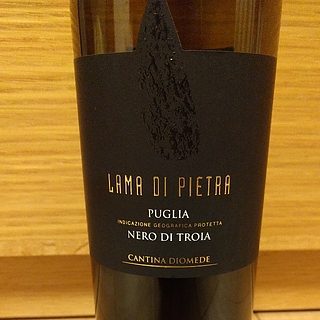 LAMA DI PIETRA
PUGLIA
INDICAZIONE GEOGRAFICA PROTETTA
NERO DI TROIA
CANTINA DIOMEDE